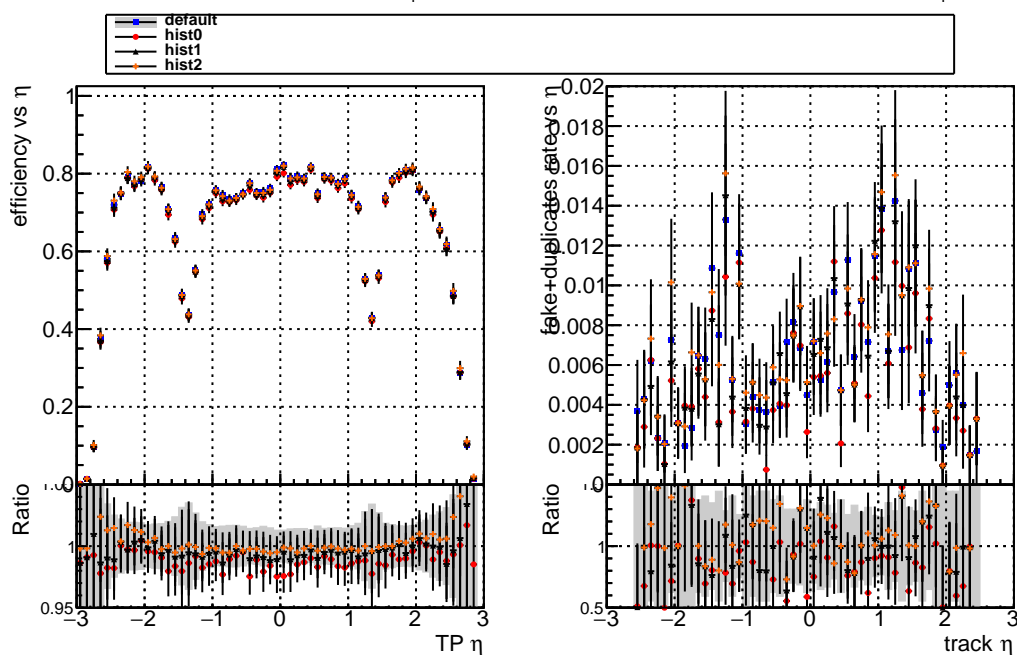 default
hist0
hist1
hist2
efficiency vs η
1
0.8
0.6
0.4
0.2
0
Ratio
1.0
0.95
−3 −2 −1 0 1 2 3
TP η
fake+duplicates rate vs η
0.02
0.018
0.016
0.014
0.012
0.01
0.008
0.006
0.004
0.002
Ratio
1
0.5
−3 −2 −1 0 1 2 3
track η